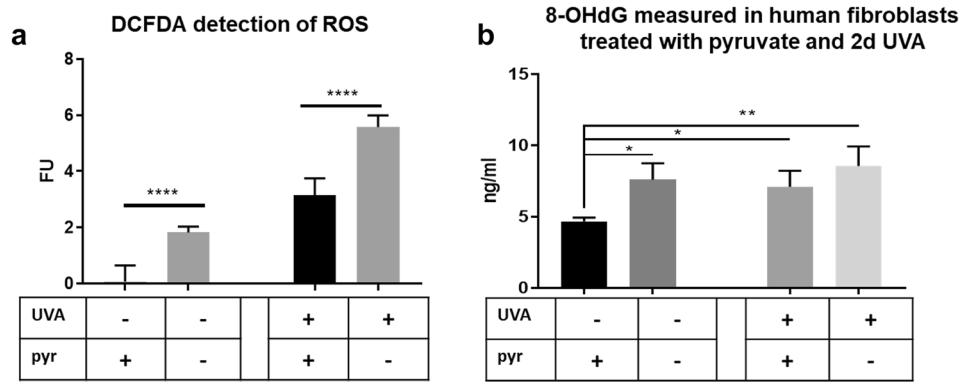 a
DCFDA detection of ROS
FU
8
6
4
2
0
****
****
UVA - - + +
pyr + - + -
b
8-OHdG measured in human fibroblasts
treated with pyruvate and 2d UVA
ng/ml
15
10
5
0
**
*
*
UVA - - + +
pyr + - + -